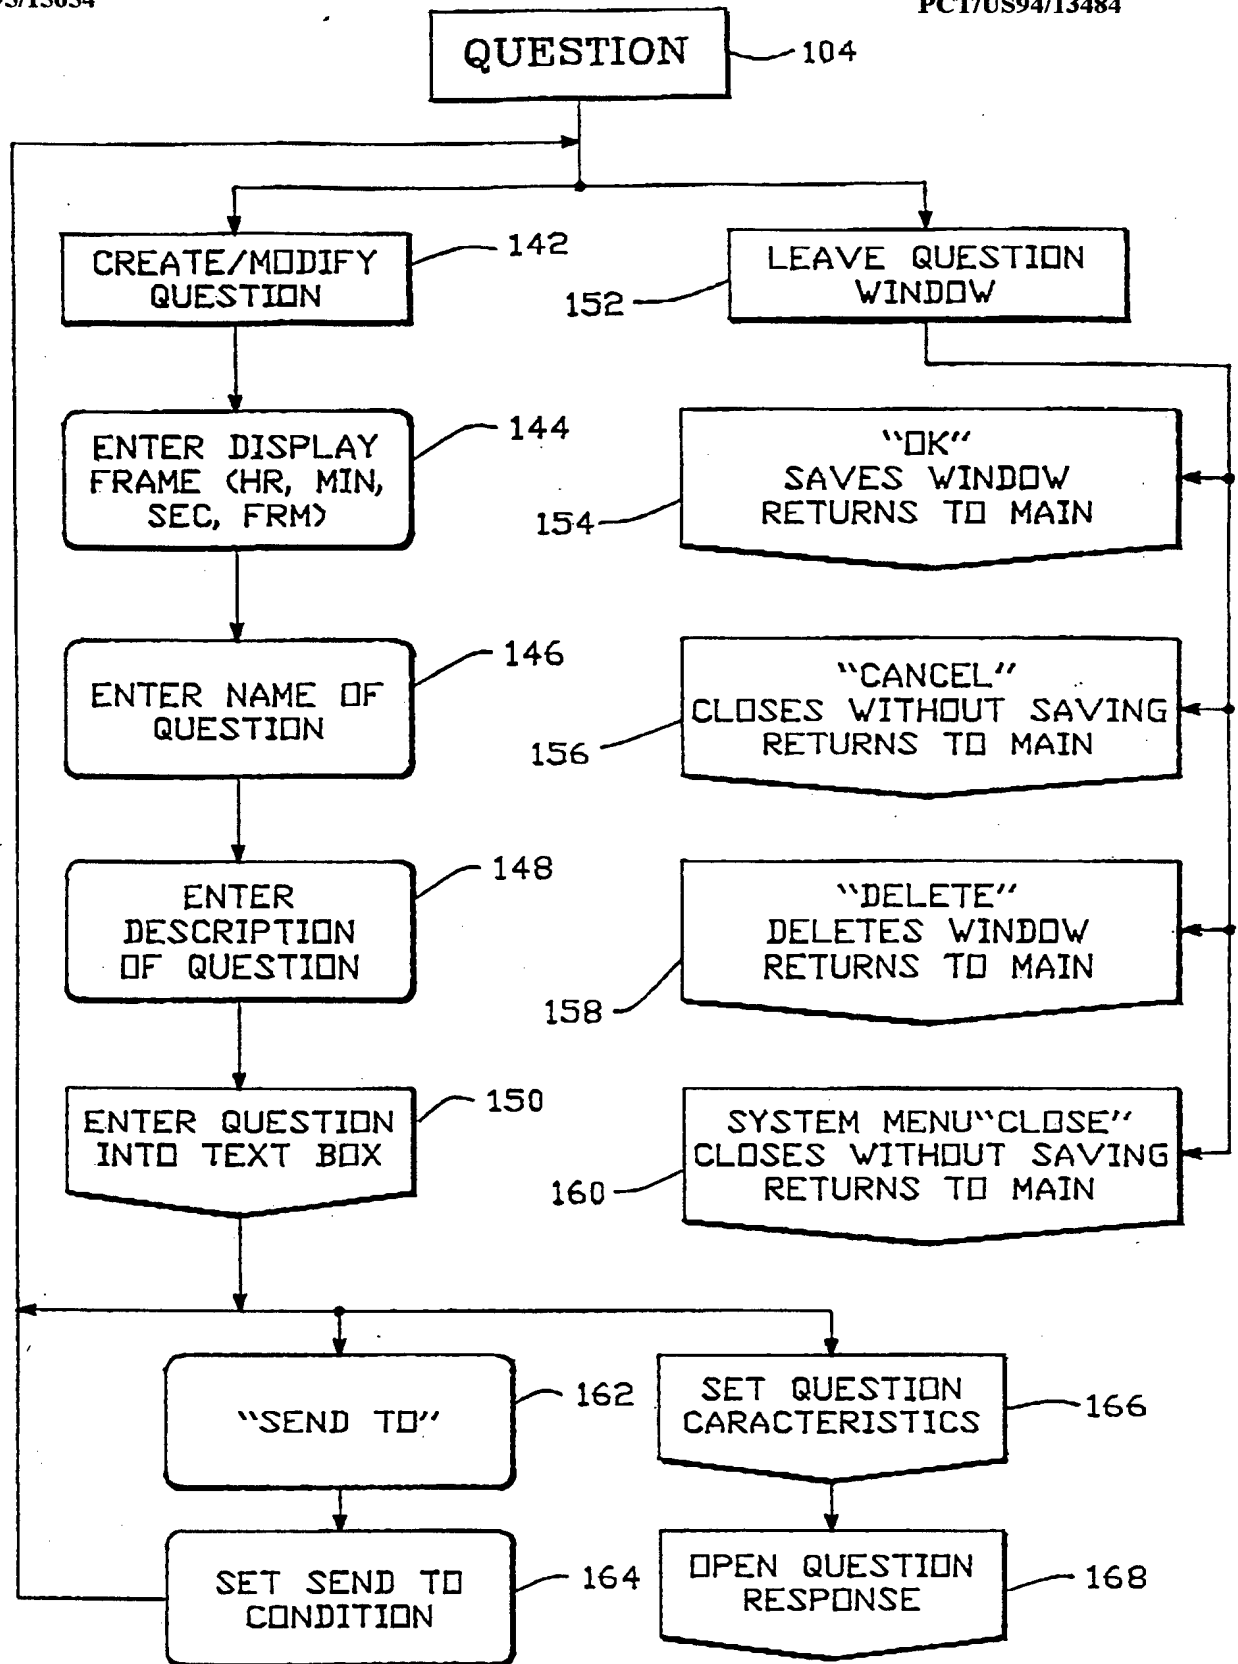 PCT/US94/13484
QUESTION
104
CREATE/MODIFY
QUESTION
142
LEAVE QUESTION
WINDOW
152
ENTER DISPLAY
FRAME (HR, MIN,
SEC, FRM)
144
"OK"
SAVES WINDOW
RETURNS TO MAIN
154
ENTER NAME OF
QUESTION
146
"CANCEL"
CLOSES WITHOUT SAVING
RETURNS TO MAIN
156
ENTER
DESCRIPTION
OF QUESTION
148
"DELETE"
DELETES WINDOW
RETURNS TO MAIN
158
ENTER QUESTION
INTO TEXT BOX
150
SYSTEM MENU"CLOSE"
CLOSES WITHOUT SAVING
RETURNS TO MAIN
160
"SEND TO"
162
SET QUESTION
CARACTERISTICS
166
SET SEND TO
CONDITION
164
OPEN QUESTION
RESPONSE
168